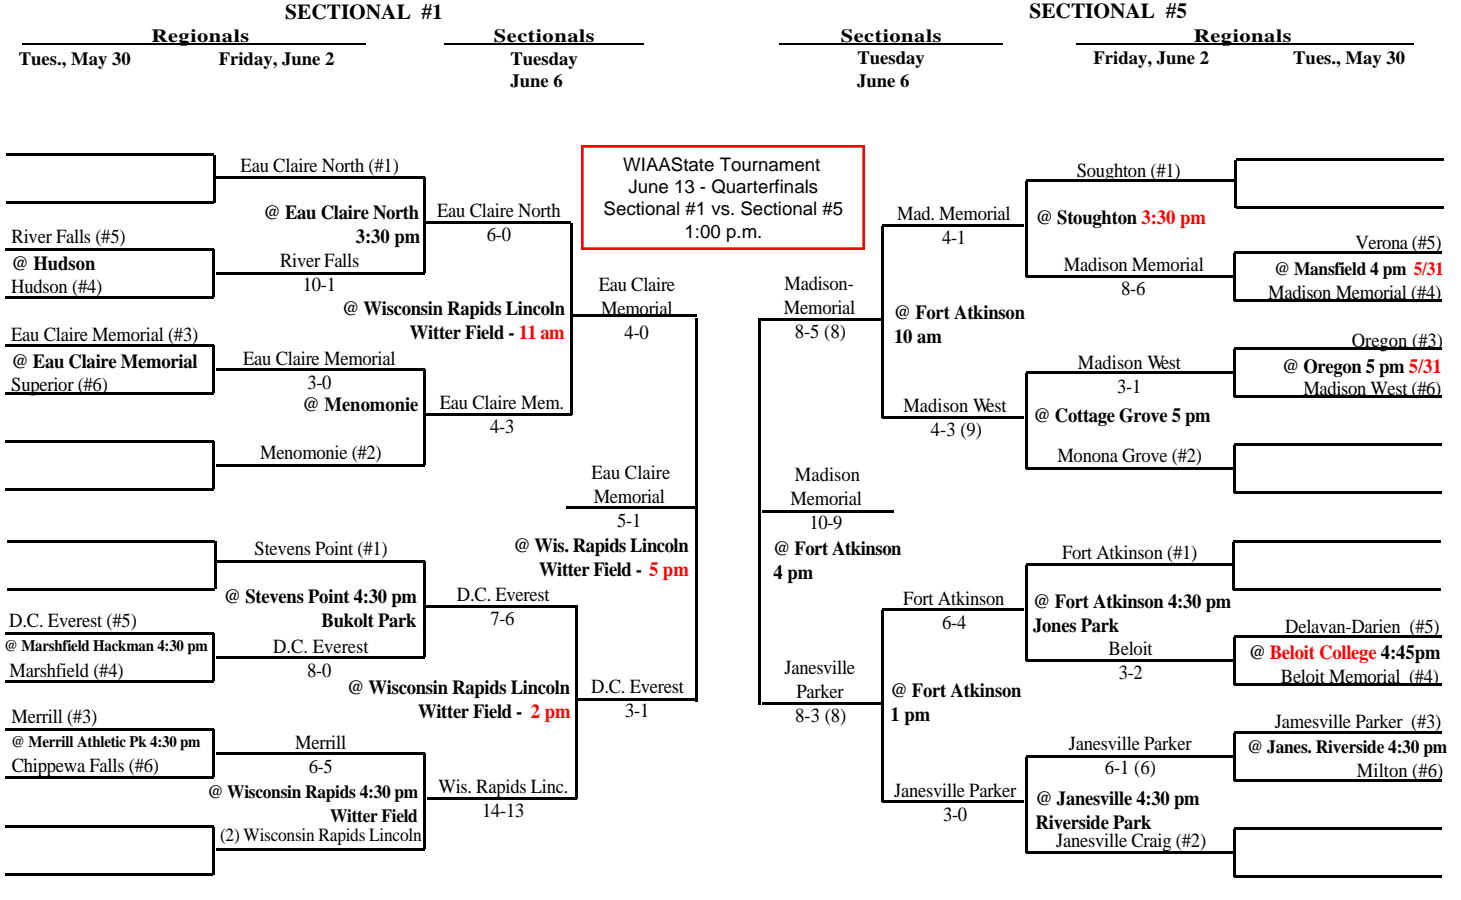 SECTIONAL #1
SECTIONAL #5
Regionals
Sectionals
Sectionals
Regionals
Tues., May 30
Friday, June 2
Tuesday
June 6
Tuesday
June 6
Friday, June 2
Tues., May 30
WIAAState Tournament
June 13 - Quarterfinals
Sectional #1 vs. Sectional #5
1:00 p.m.
Eau Claire North (#1)
@ Eau Claire North
3:30 pm
Eau Claire North
6-0
River Falls (#5)
@ Hudson
Hudson (#4)
River Falls
10-1
@ Wisconsin Rapids Lincoln
Witter Field - 11 am
Eau Claire
Memorial
4-0
Eau Claire Memorial (#3)
@ Eau Claire Memorial
Superior (#6)
Eau Claire Memorial
3-0
@ Menomonie
Eau Claire Mem.
4-3
Menomonie (#2)
Eau Claire
Memorial
5-1
@ Wis. Rapids Lincoln
Witter Field - 5 pm
Stevens Point (#1)
@ Stevens Point 4:30 pm
Bukolt Park
D.C. Everest
7-6
D.C. Everest (#5)
@ Marshfield Hackman 4:30 pm
Marshfield (#4)
D.C. Everest
8-0
@ Wisconsin Rapids Lincoln
Witter Field - 2 pm
D.C. Everest
3-1
Merrill (#3)
@ Merrill Athletic Pk 4:30 pm
Chippewa Falls (#6)
Merrill
6-5
@ Wisconsin Rapids 4:30 pm
Witter Field
(2) Wisconsin Rapids Lincoln
Wis. Rapids Linc.
14-13
Soughton (#1)
@ Stoughton 3:30 pm
Mad. Memorial
4-1
Verona (#5)
@ Mansfield 4 pm 5/31
Madison Memorial (#4)
Madison Memorial
8-6
Madison-
Memorial
8-5 (8)
@ Fort Atkinson
10 am
Oregon (#3)
@ Oregon 5 pm 5/31
Madison West (#6)
Madison West
3-1
@ Cottage Grove 5 pm
Madison West
4-3 (9)
Monona Grove (#2)
Madison
Memorial
10-9
@ Fort Atkinson
4 pm
Fort Atkinson (#1)
@ Fort Atkinson 4:30 pm
Jones Park
Fort Atkinson
6-4
Delavan-Darien (#5)
@ Beloit College 4:45pm
Beloit Memorial (#4)
Beloit
3-2
Janesville
Parker
8-3 (8)
@ Fort Atkinson
1 pm
Jamesville Parker (#3)
@ Janes. Riverside 4:30 pm
Milton (#6)
Janesville Parker
6-1 (6)
@ Janesville 4:30 pm
Riverside Park
Janesville Craig (#2)
Janesville Parker
3-0